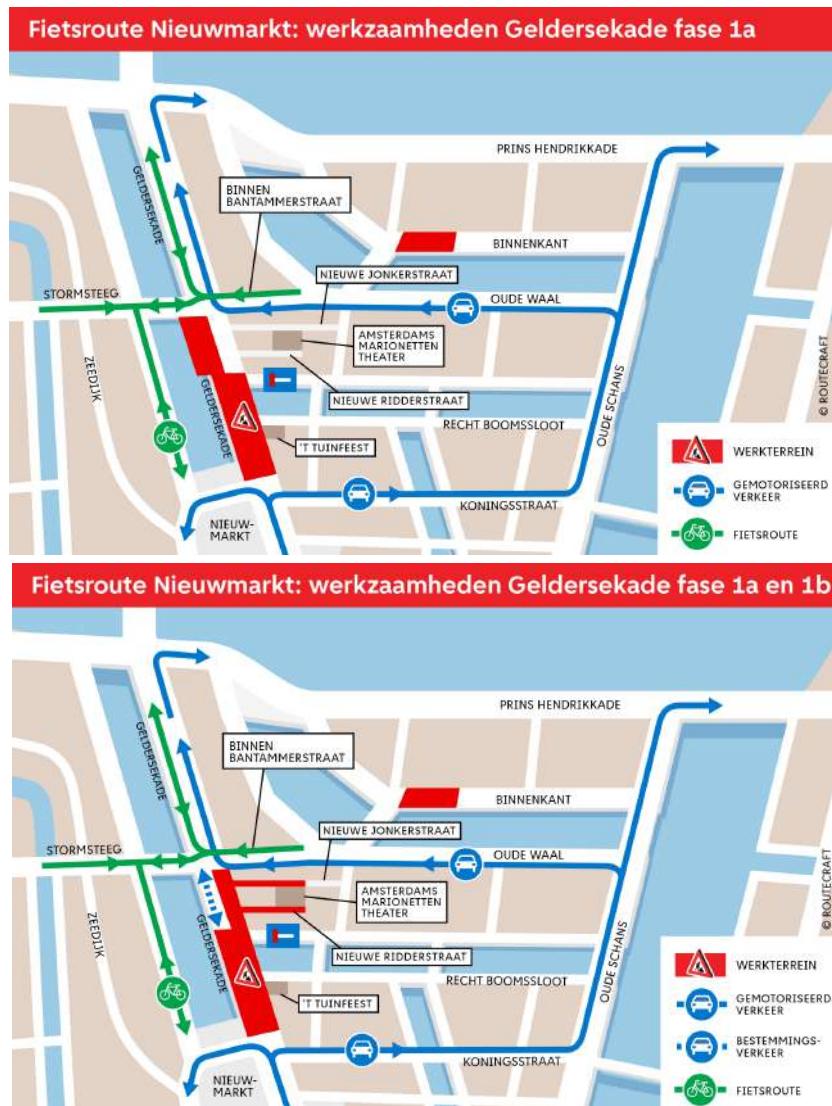 Fietsroute Nieuwmarkt: werkzaamheden Geldersekade fase 1a
PRINS HENDRIKKADE
GELDERSEKADE
BINNEN
BANTAMMERSTRAAT
BINNENKANT
NIEUWE JONKERSTRAAT
STORMSTEEG
OUDE WAAL
AMSTERDAMS
MARIONETTEN
THEATER
ZEEDIJK
GELDERSEKADE
NIEUWE RIDDERSTRAAT
OUDE SCHANS
RECHT BOOMSSLOOT
'T TUINFEEST
© ROUTECRAFT
WERKTERREIN
KONINGSSTRAAT
GEMOTORISEERD
VERKEER
NIEUW-
MARKT
FIETSROUTE
Fietsroute Nieuwmarkt: werkzaamheden Geldersekade fase 1a en 1b
PRINS HENDRIKKADE
GELDERSEKADE
BINNEN
BANTAMMERSTRAAT
BINNENKANT
NIEUWE JONKERSTRAAT
STORMSTEEG
OUDE WAAL
AMSTERDAMS
MARIONETTEN
THEATER
ZEEDIJK
GELDERSEKADE
NIEUWE RIDDERSTRAAT
OUDE SCHANS
RECHT BOOMSSLOOT
'T TUINFEEST
© ROUTECRAFT
WERKTERREIN
GEMOTORISEERD
VERKEER
BESTEMMINGS-
VERKEER
KONINGSSTRAAT
NIEUW-
MARKT
FIETSROUTE